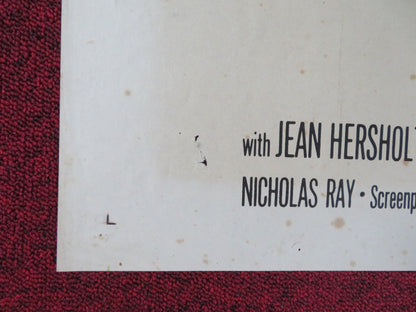 with JEAN HERSHOLT
NICHOLAS RAY · Screenp
L